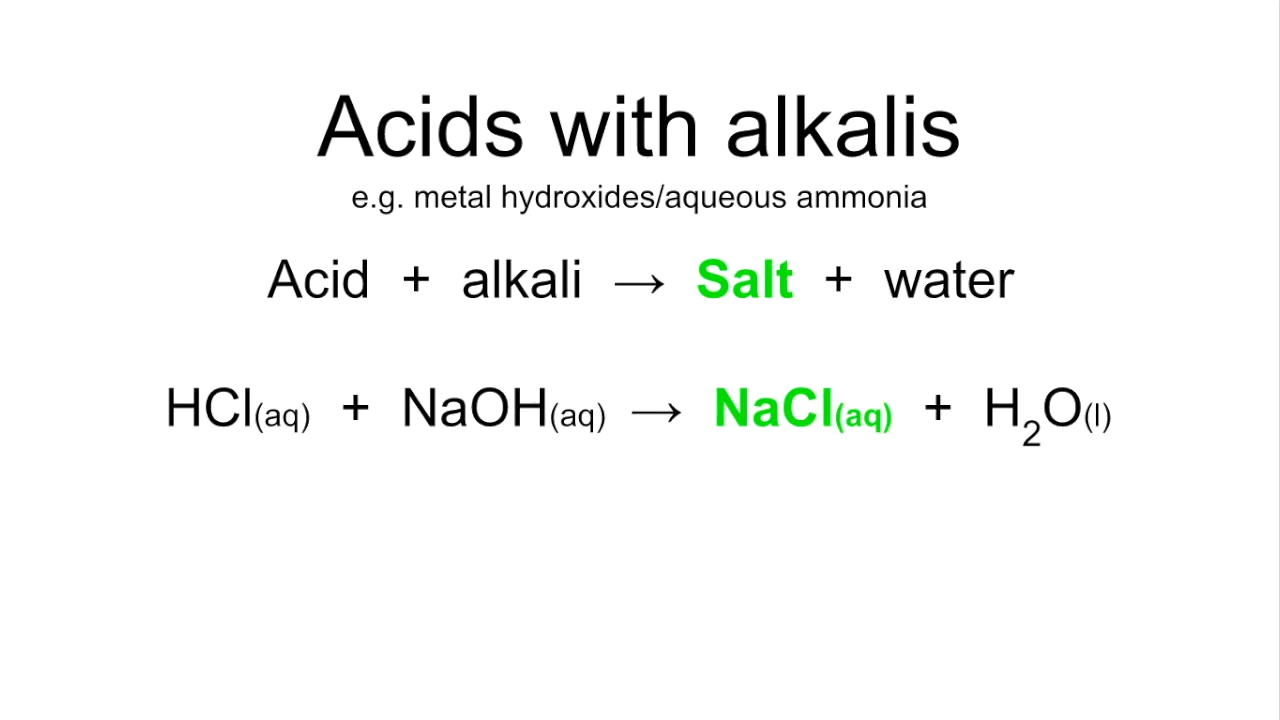 Acids with alkalis
e.g. metal hydroxides/aqueous ammonia
Acid + alkali → Salt + water
HCl(aq) + NaOH(aq) → NaCl(aq) + H₂O(l)